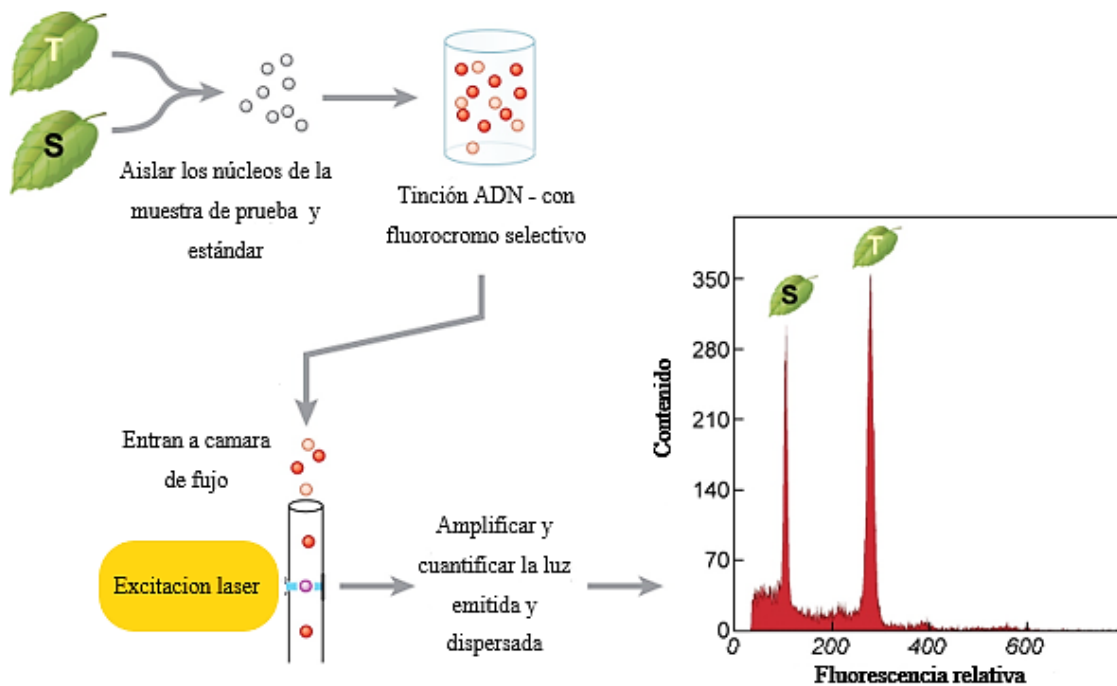 T
S
Aislar los núcleos de la
muestra de prueba y
estándar
Tinción ADN - con
fluorocromo selectivo
Entran a camara
de fujo
Excitacion laser
Amplificar y
cuantificar la luz
emitida y
dispersada
S
T
Contenido
350
280
210
140
70
0
0 200 400 600
Fluorescencia relativa